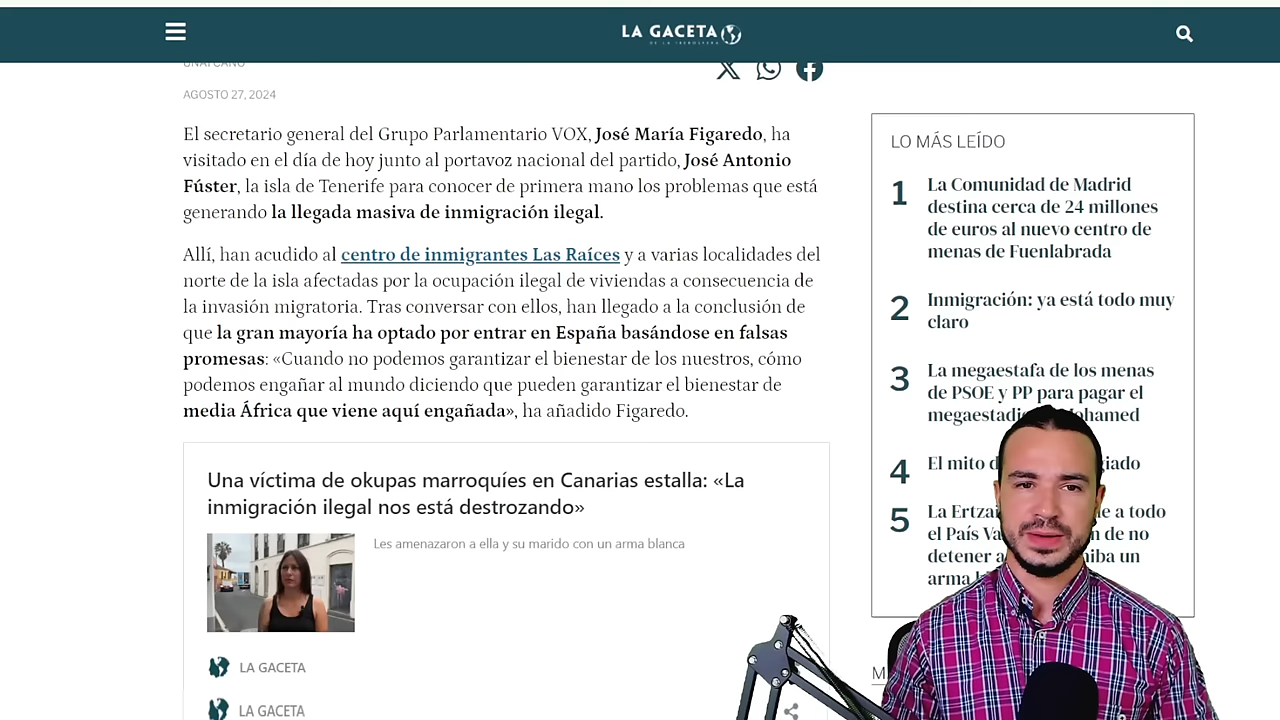 LA GACETA
DE LA IBEROSFERA
UNAI CANO
AGOSTO 27, 2024
El secretario general del Grupo Parlamentario VOX, José María Figaredo, ha
visitado en el día de hoy junto al portavoz nacional del partido, José Antonio
Fúster, la isla de Tenerife para conocer de primera mano los problemas que está
generando la llegada masiva de inmigración ilegal.
Allí, han acudido al centro de inmigrantes Las Raíces y a varias localidades del
norte de la isla afectadas por la ocupación ilegal de viviendas a consecuencia de
la invasión migratoria. Tras conversar con ellos, han llegado a la conclusión de
que la gran mayoría ha optado por entrar en España basándose en falsas
promesas: «Cuando no podemos garantizar el bienestar de los nuestros, cómo
podemos engañar al mundo diciendo que pueden garantizar el bienestar de
media África que viene aquí engañada», ha añadido Figaredo.
Una víctima de okupas marroquíes en Canarias estalla: «La
inmigración ilegal nos está destrozando»
Les amenazaron a ella y su marido con un arma blanca
LA GACETA
LA GACETA
LO MÁS LEÍDO
1 La Comunidad de Madrid
destina cerca de 24 millones
de euros al nuevo centro de
menas de Fuenlabrada
2 Inmigración: ya está todo muy
claro
3 La megaestafa de los menas
de PSOE y PP para pagar el
4 El mito
5 La a todo
el País de no
detener a un
arma